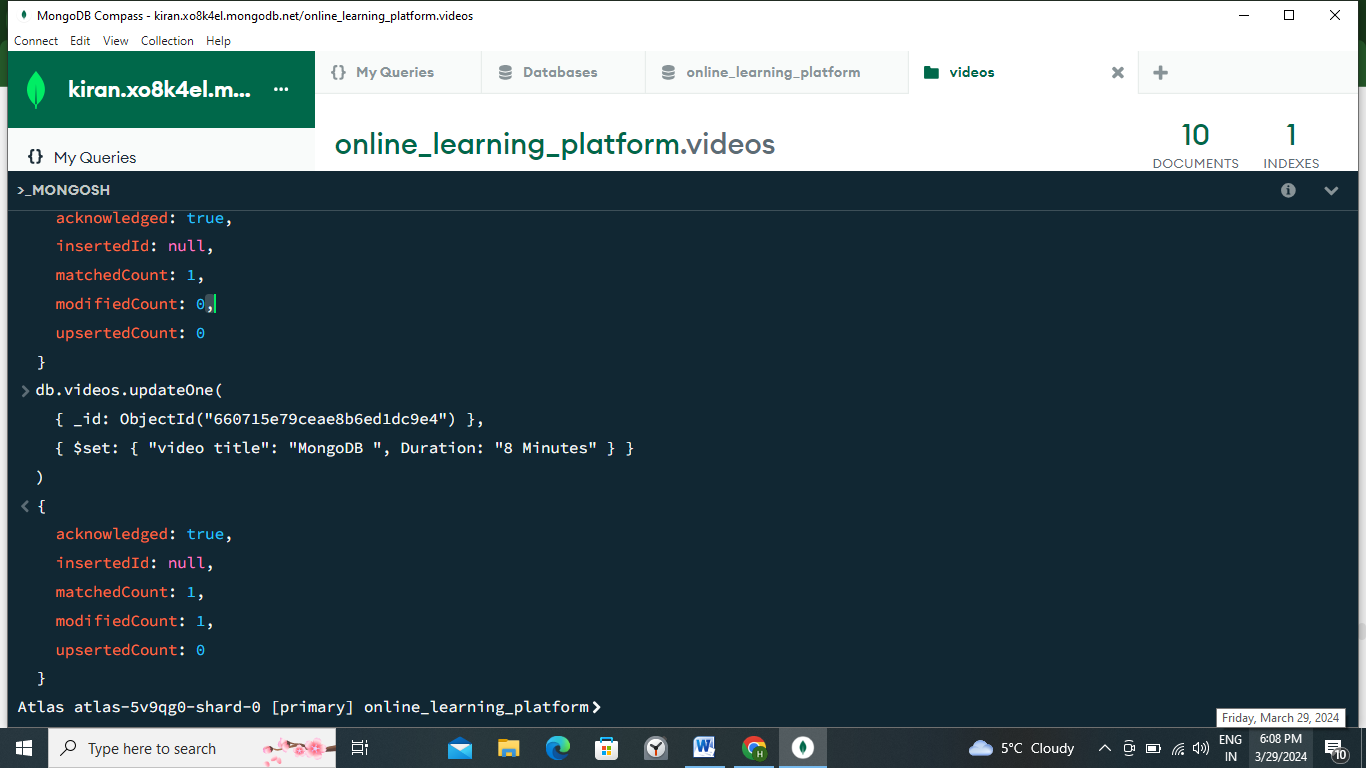 MongoDB Compass - kiran.xo8k4el.mongodb.net/online_learning_platform.videos
Connect Edit View Collection Help
kiran.xo8k4el.m... ...
{} My Queries
Databases
online_learning_platform
videos
{} My Queries
online_learning_platform.videos
10
DOCUMENTS
1
INDEXES
>_MONGOSH
acknowledged: true,
insertedId: null,
matchedCount: 1,
modifiedCount: 0,
upsertedCount: 0
}
> db.videos.updateOne(
{ _id: ObjectId("660715e79ceae8b6ed1dc9e4") },
{ $set: { "video title": "MongoDB ", Duration: "8 Minutes" } }
)
< {
acknowledged: true,
insertedId: null,
matchedCount: 1,
modifiedCount: 1,
upsertedCount: 0
}
Atlas atlas-5v9qg0-shard-0 [primary] online_learning_platform>
Friday, March 29, 2024
Type here to search
5°C Cloudy
ENG
IN
6:08 PM
3/29/2024
10